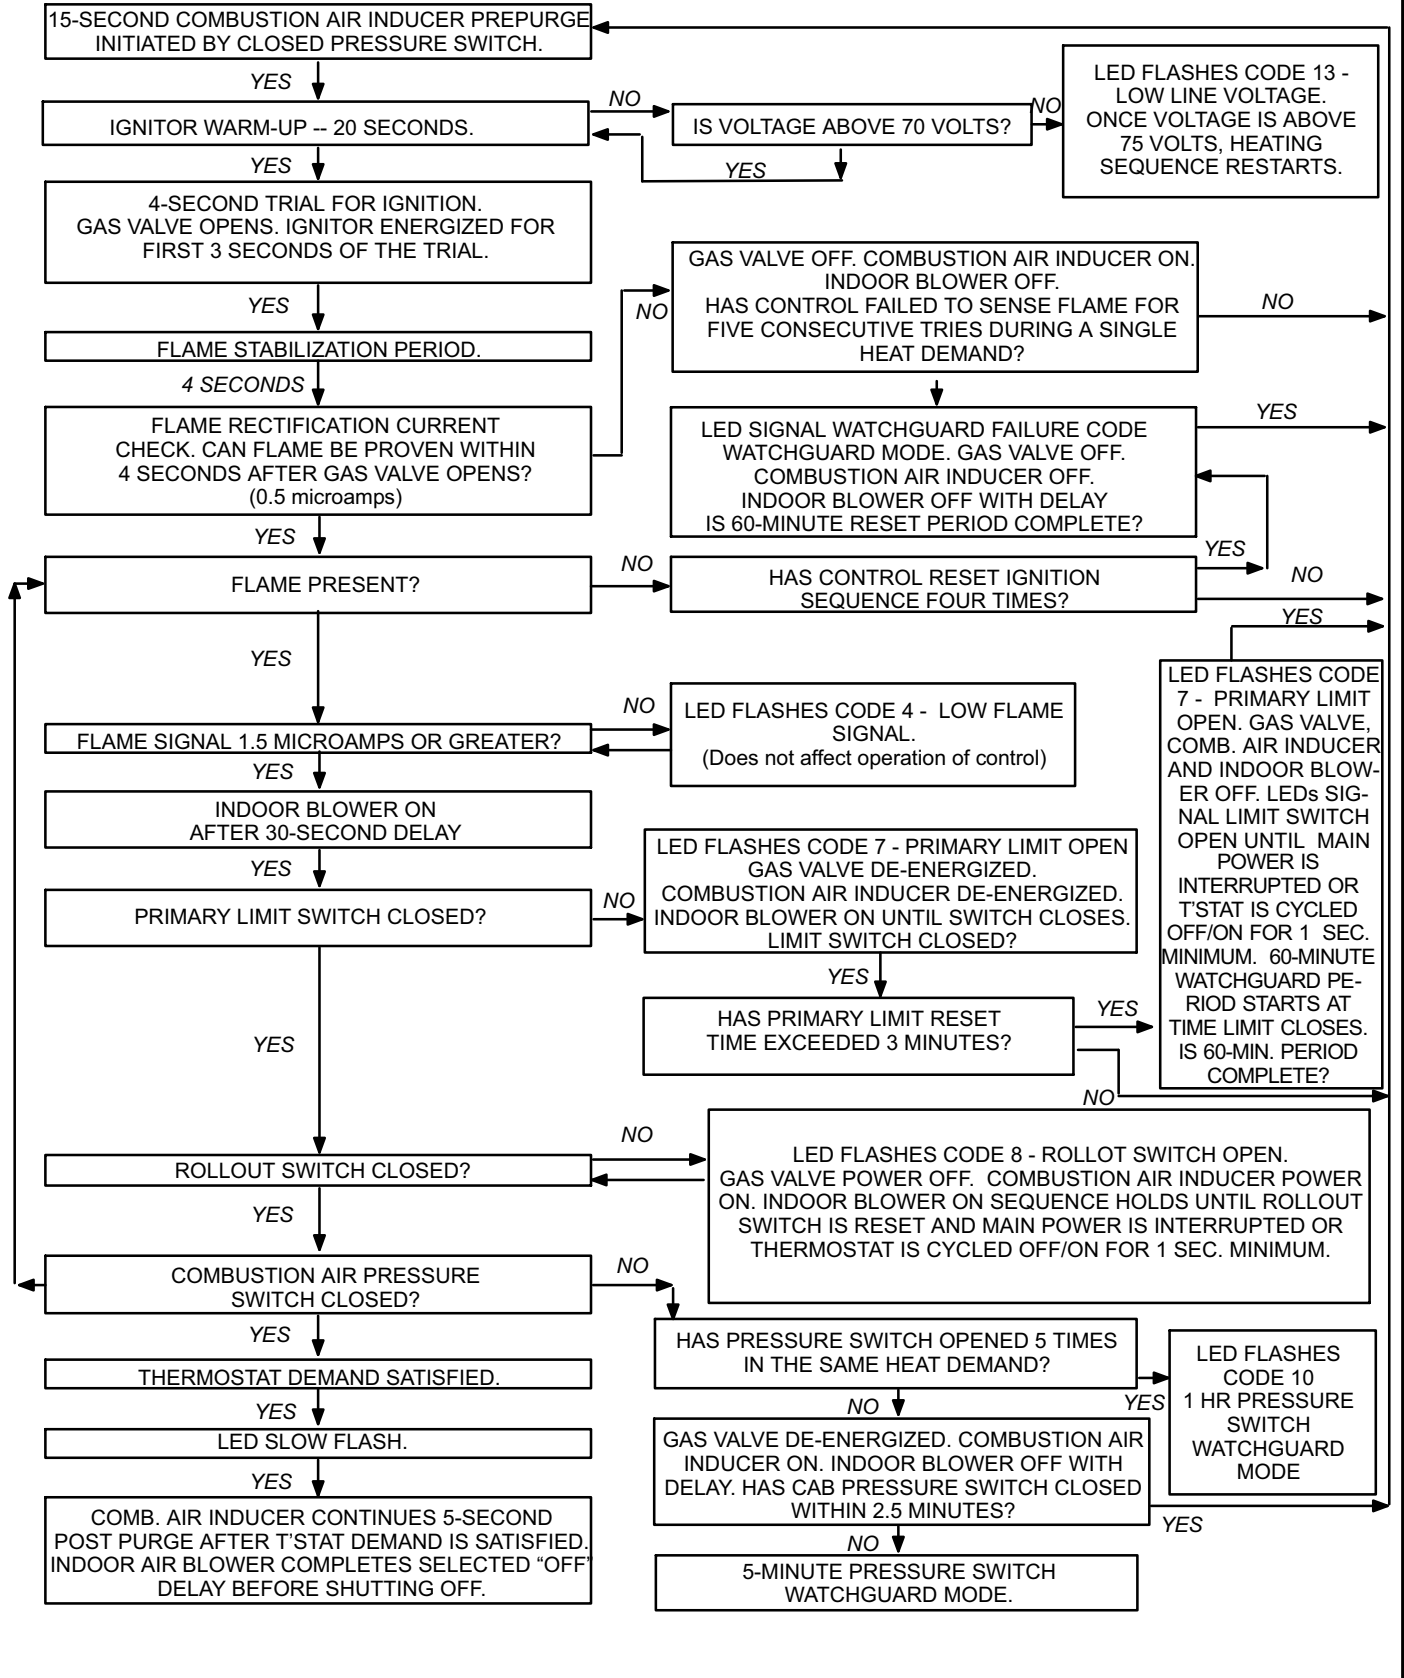 15-SECOND COMBUSTION AIR INDUCER PREPURGE
INITIATED BY CLOSED PRESSURE SWITCH.
YES
IGNITOR WARM-UP -- 20 SECONDS.
NO
IS VOLTAGE ABOVE 70 VOLTS?
NO
LED FLASHES CODE 13 -
LOW LINE VOLTAGE.
ONCE VOLTAGE IS ABOVE
75 VOLTS, HEATING
SEQUENCE RESTARTS.
YES
YES
4-SECOND TRIAL FOR IGNITION.
GAS VALVE OPENS. IGNITOR ENERGIZED FOR
FIRST 3 SECONDS OF THE TRIAL.
YES
FLAME STABILIZATION PERIOD.
4 SECONDS
FLAME RECTIFICATION CURRENT
CHECK. CAN FLAME BE PROVEN WITHIN
4 SECONDS AFTER GAS VALVE OPENS?
(0.5 microamps)
NO
GAS VALVE OFF. COMBUSTION AIR INDUCER ON.
INDOOR BLOWER OFF.
HAS CONTROL FAILED TO SENSE FLAME FOR
FIVE CONSECUTIVE TRIES DURING A SINGLE
HEAT DEMAND?
NO
LED SIGNAL WATCHGUARD FAILURE CODE
WATCHGUARD MODE. GAS VALVE OFF.
COMBUSTION AIR INDUCER OFF.
INDOOR BLOWER OFF WITH DELAY
IS 60-MINUTE RESET PERIOD COMPLETE?
YES
YES
FLAME PRESENT?
NO
HAS CONTROL RESET IGNITION
SEQUENCE FOUR TIMES?
YES
NO
YES
FLAME SIGNAL 1.5 MICROAMPS OR GREATER?
NO
LED FLASHES CODE 4 - LOW FLAME
SIGNAL.
(Does not affect operation of control)
YES
INDOOR BLOWER ON
AFTER 30-SECOND DELAY
YES
PRIMARY LIMIT SWITCH CLOSED?
NO
LED FLASHES CODE 7 - PRIMARY LIMIT OPEN
GAS VALVE DE-ENERGIZED.
COMBUSTION AIR INDUCER DE-ENERGIZED.
INDOOR BLOWER ON UNTIL SWITCH CLOSES.
LIMIT SWITCH CLOSED?
YES
HAS PRIMARY LIMIT RESET
TIME EXCEEDED 3 MINUTES?
YES
NO
YES
LED FLASHES CODE
7 - PRIMARY LIMIT
OPEN. GAS VALVE,
COMB. AIR INDUCER
AND INDOOR BLOW-
ER OFF. LEDs SIG-
NAL LIMIT SWITCH
OPEN UNTIL MAIN
POWER IS
INTERRUPTED OR
T'STAT IS CYCLED
OFF/ON FOR 1 SEC.
MINIMUM. 60-MINUTE
WATCHGUARD PE-
RIOD STARTS AT
TIME LIMIT CLOSES.
IS 60-MIN. PERIOD
COMPLETE?
YES
ROLLOUT SWITCH CLOSED?
NO
LED FLASHES CODE 8 - ROLLOT SWITCH OPEN.
GAS VALVE POWER OFF. COMBUSTION AIR INDUCER POWER
ON. INDOOR BLOWER ON SEQUENCE HOLDS UNTIL ROLLOUT
SWITCH IS RESET AND MAIN POWER IS INTERRUPTED OR
THERMOSTAT IS CYCLED OFF/ON FOR 1 SEC. MINIMUM.
YES
COMBUSTION AIR PRESSURE
SWITCH CLOSED?
NO
HAS PRESSURE SWITCH OPENED 5 TIMES
IN THE SAME HEAT DEMAND?
YES
LED FLASHES
CODE 10
1 HR PRESSURE
SWITCH
WATCHGUARD
MODE
NO
GAS VALVE DE-ENERGIZED. COMBUSTION AIR
INDUCER ON. INDOOR BLOWER OFF WITH
DELAY. HAS CAB PRESSURE SWITCH CLOSED
WITHIN 2.5 MINUTES?
YES
NO
5-MINUTE PRESSURE SWITCH
WATCHGUARD MODE.
YES
THERMOSTAT DEMAND SATISFIED.
YES
LED SLOW FLASH.
YES
COMB. AIR INDUCER CONTINUES 5-SECOND
POST PURGE AFTER T'STAT DEMAND IS SATISFIED.
INDOOR AIR BLOWER COMPLETES SELECTED “OFF”
DELAY BEFORE SHUTTING OFF.